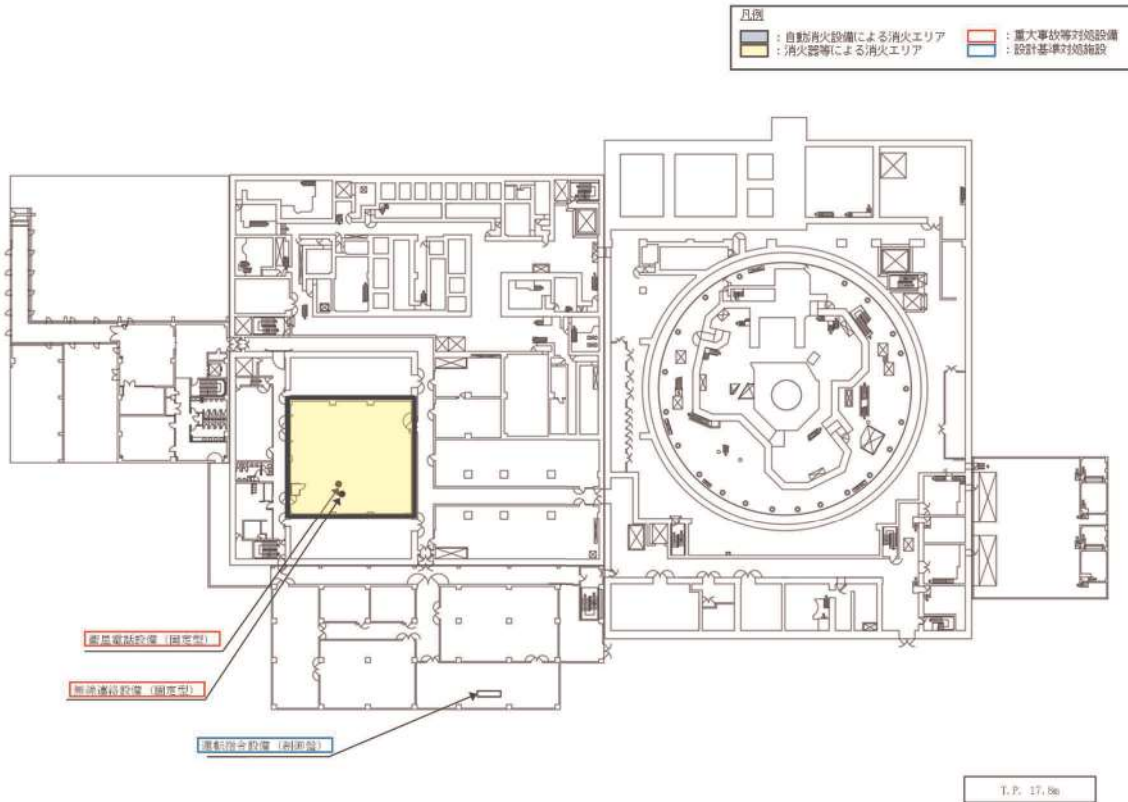 凡例
：自動消火設備による消火エリア
：重大事故等対処設備
：消火器等による消火エリア
：設計基準対処施設
衛星電話設備（固定型）
無線連絡設備（固定型）
運転指令設備（制御盤）
T.P. 17.8m